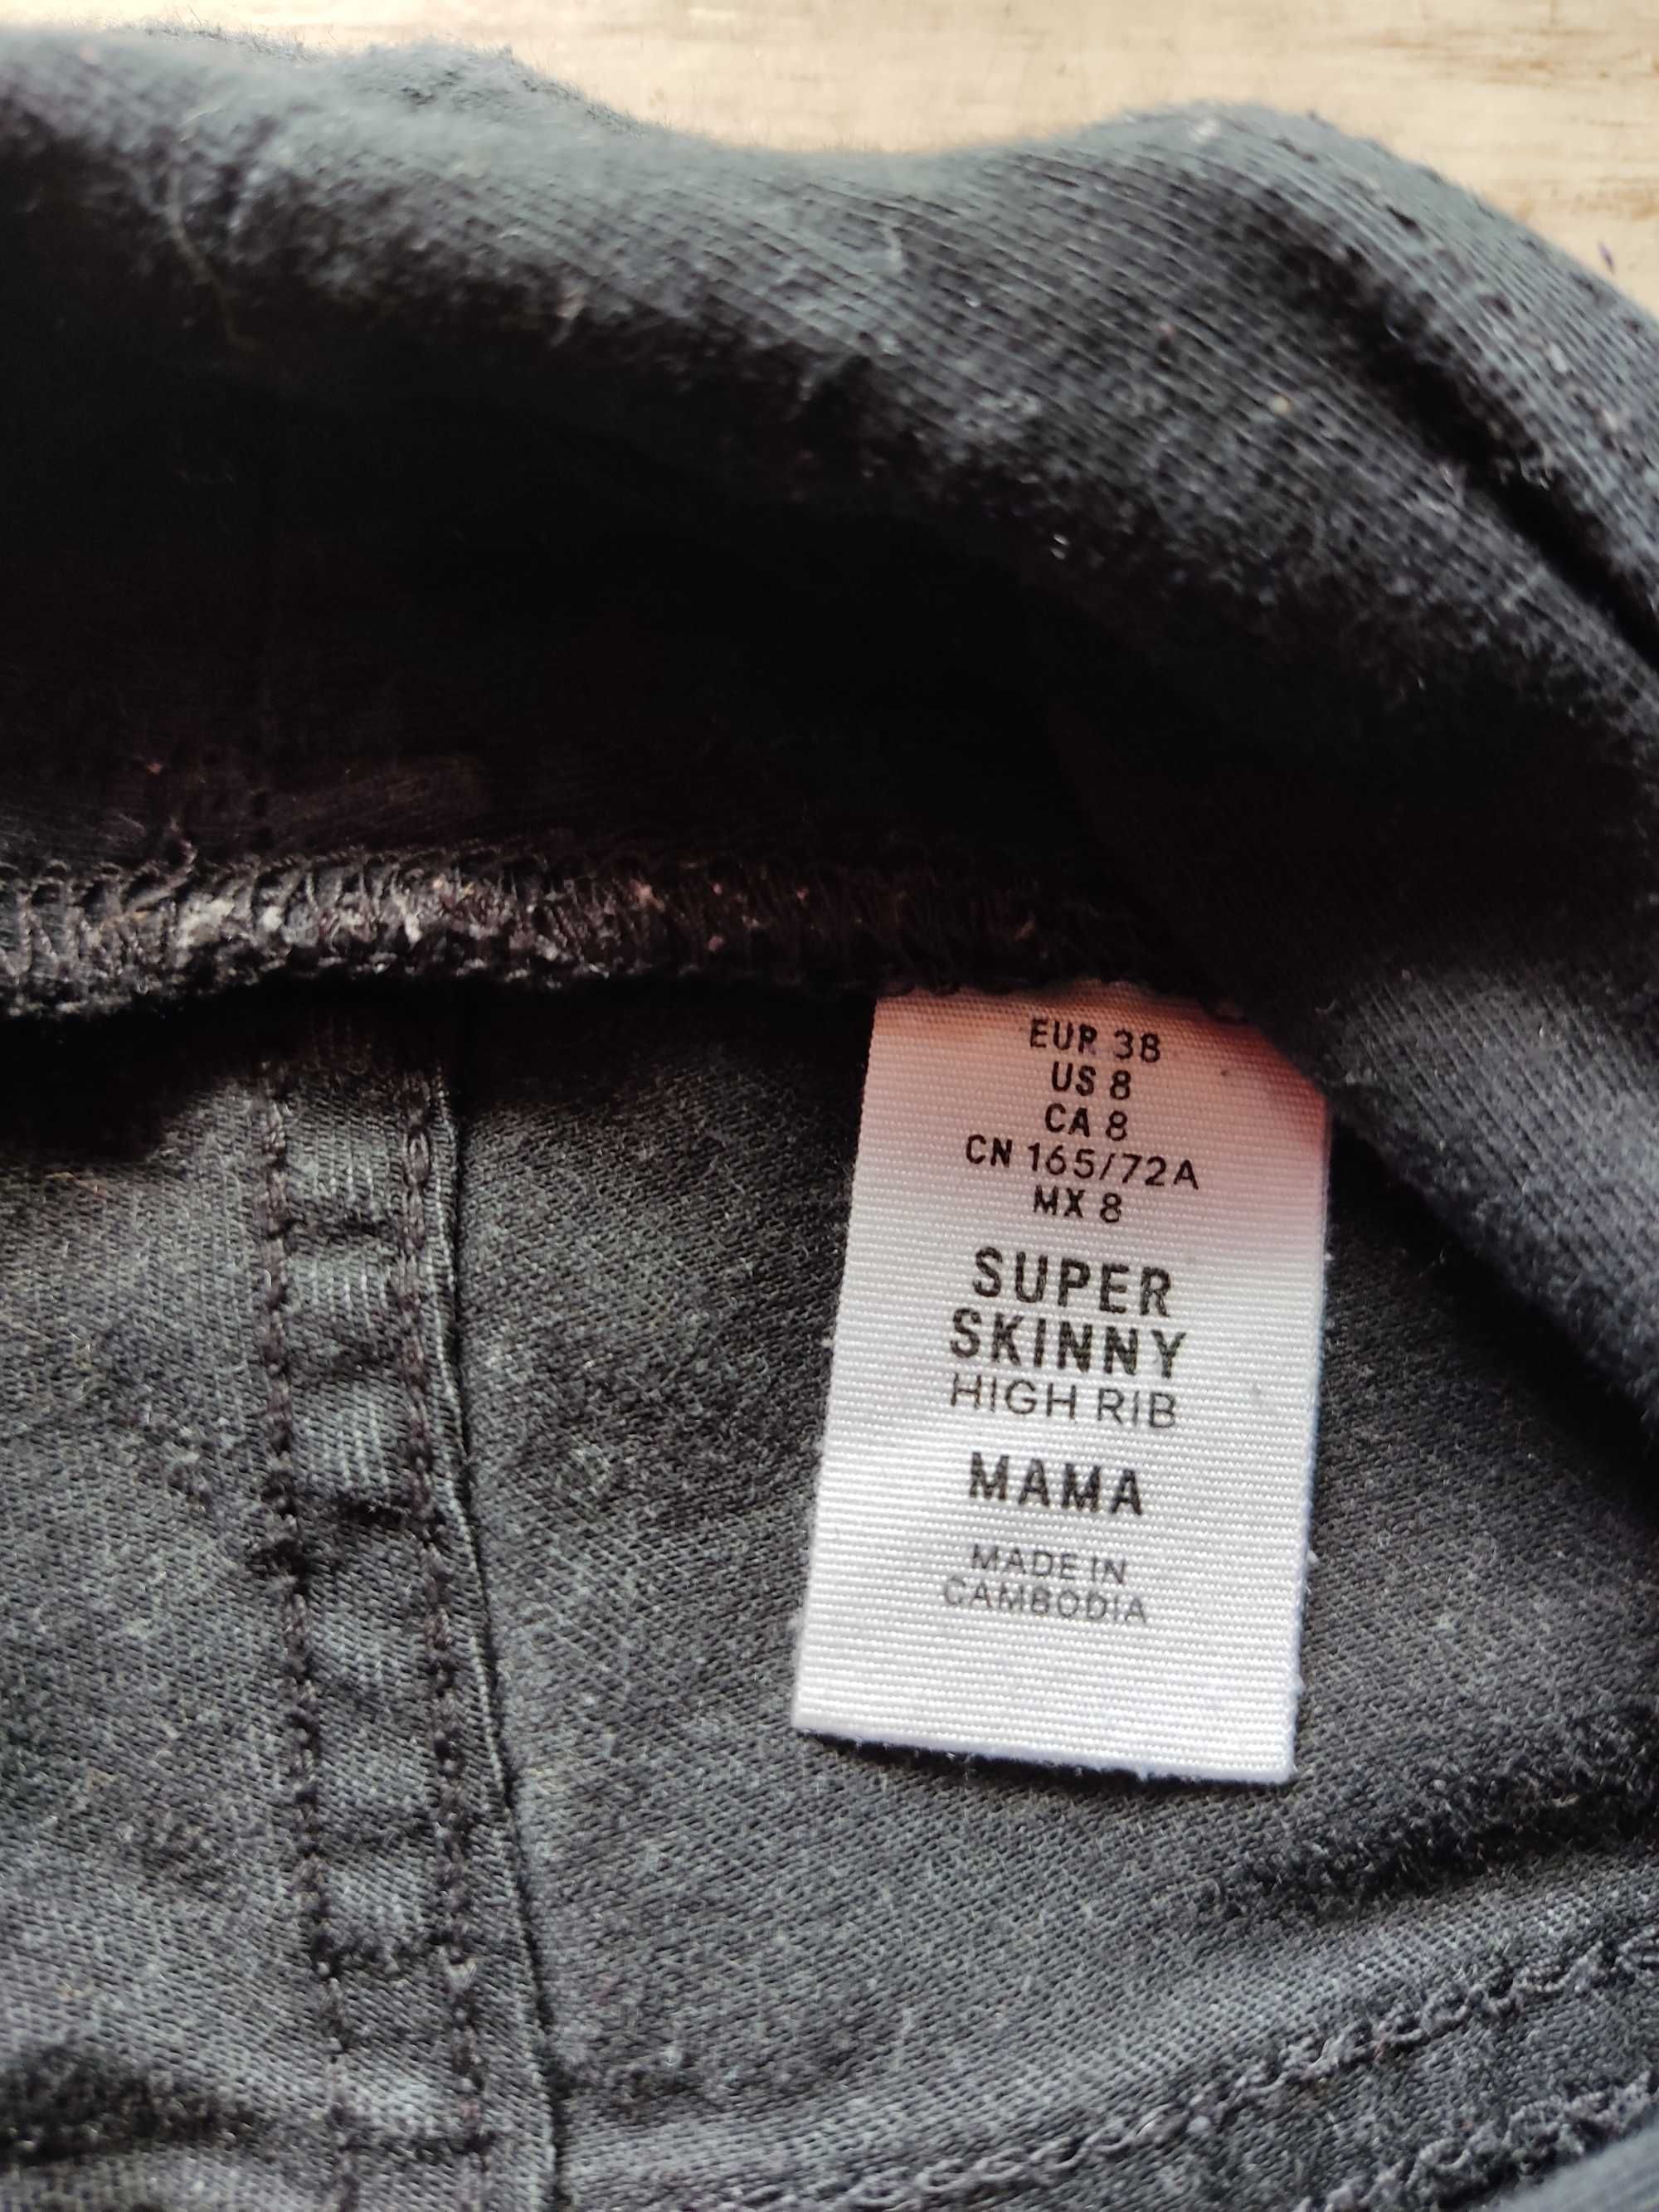 EUR 38
US 8
CA 8
CN 165/72A
MX 8
SUPER
SKINNY
HIGH RIB
MAMA
MADE IN
CAMBODIA